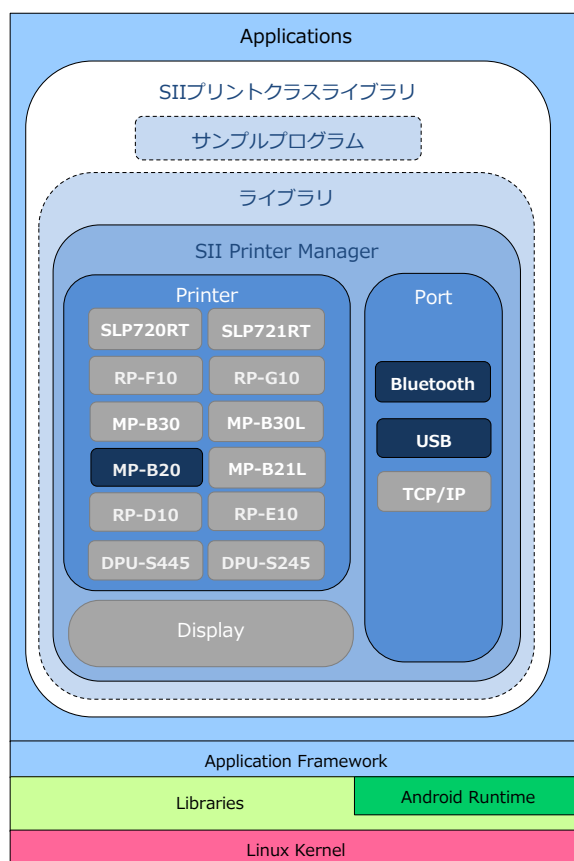 Applications
SIIプリントクラスライブラリ
サンプルプログラム
ライブラリ
SII Printer Manager
Printer
SLP720RT SLP721RT
RP-F10 RP-G10
MP-B30 MP-B30L
MP-B20 MP-B21L
RP-D10 RP-E10
DPU-S445 DPU-S245
Display
Port
Bluetooth
USB
TCP/IP
Application Framework
Libraries
Android Runtime
Linux Kernel